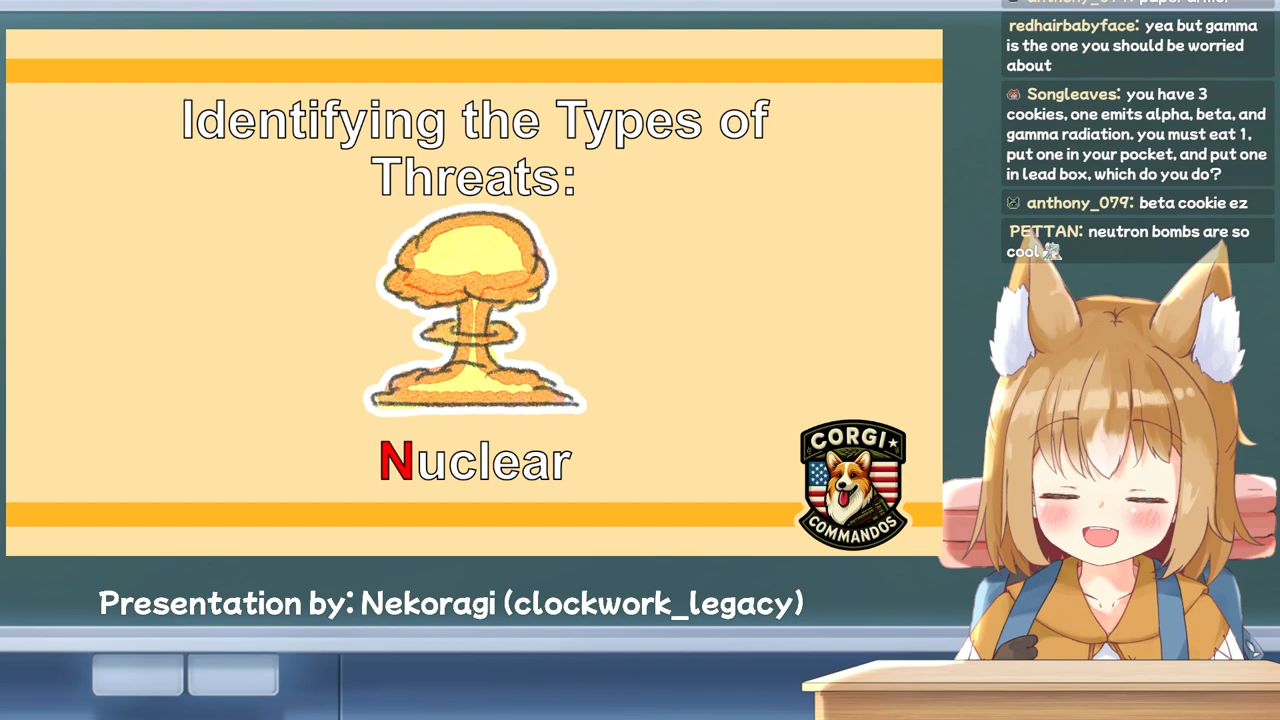 Identifying the Types of
Threats:
Nuclear
CORGI
COMMANDOS
Presentation by: Nekoragi (clockwork_legacy)
redhairbabyface: yea but gamma
is the one you should be worried
about
Songleaves: you have 3
cookies, one emits alpha, beta, and
gamma radiation. you must eat 1,
put one in your pocket, and put one
in lead box, which do you do?
anthony_079: beta cookie ez
PETTAN: neutron bombs are so
cool